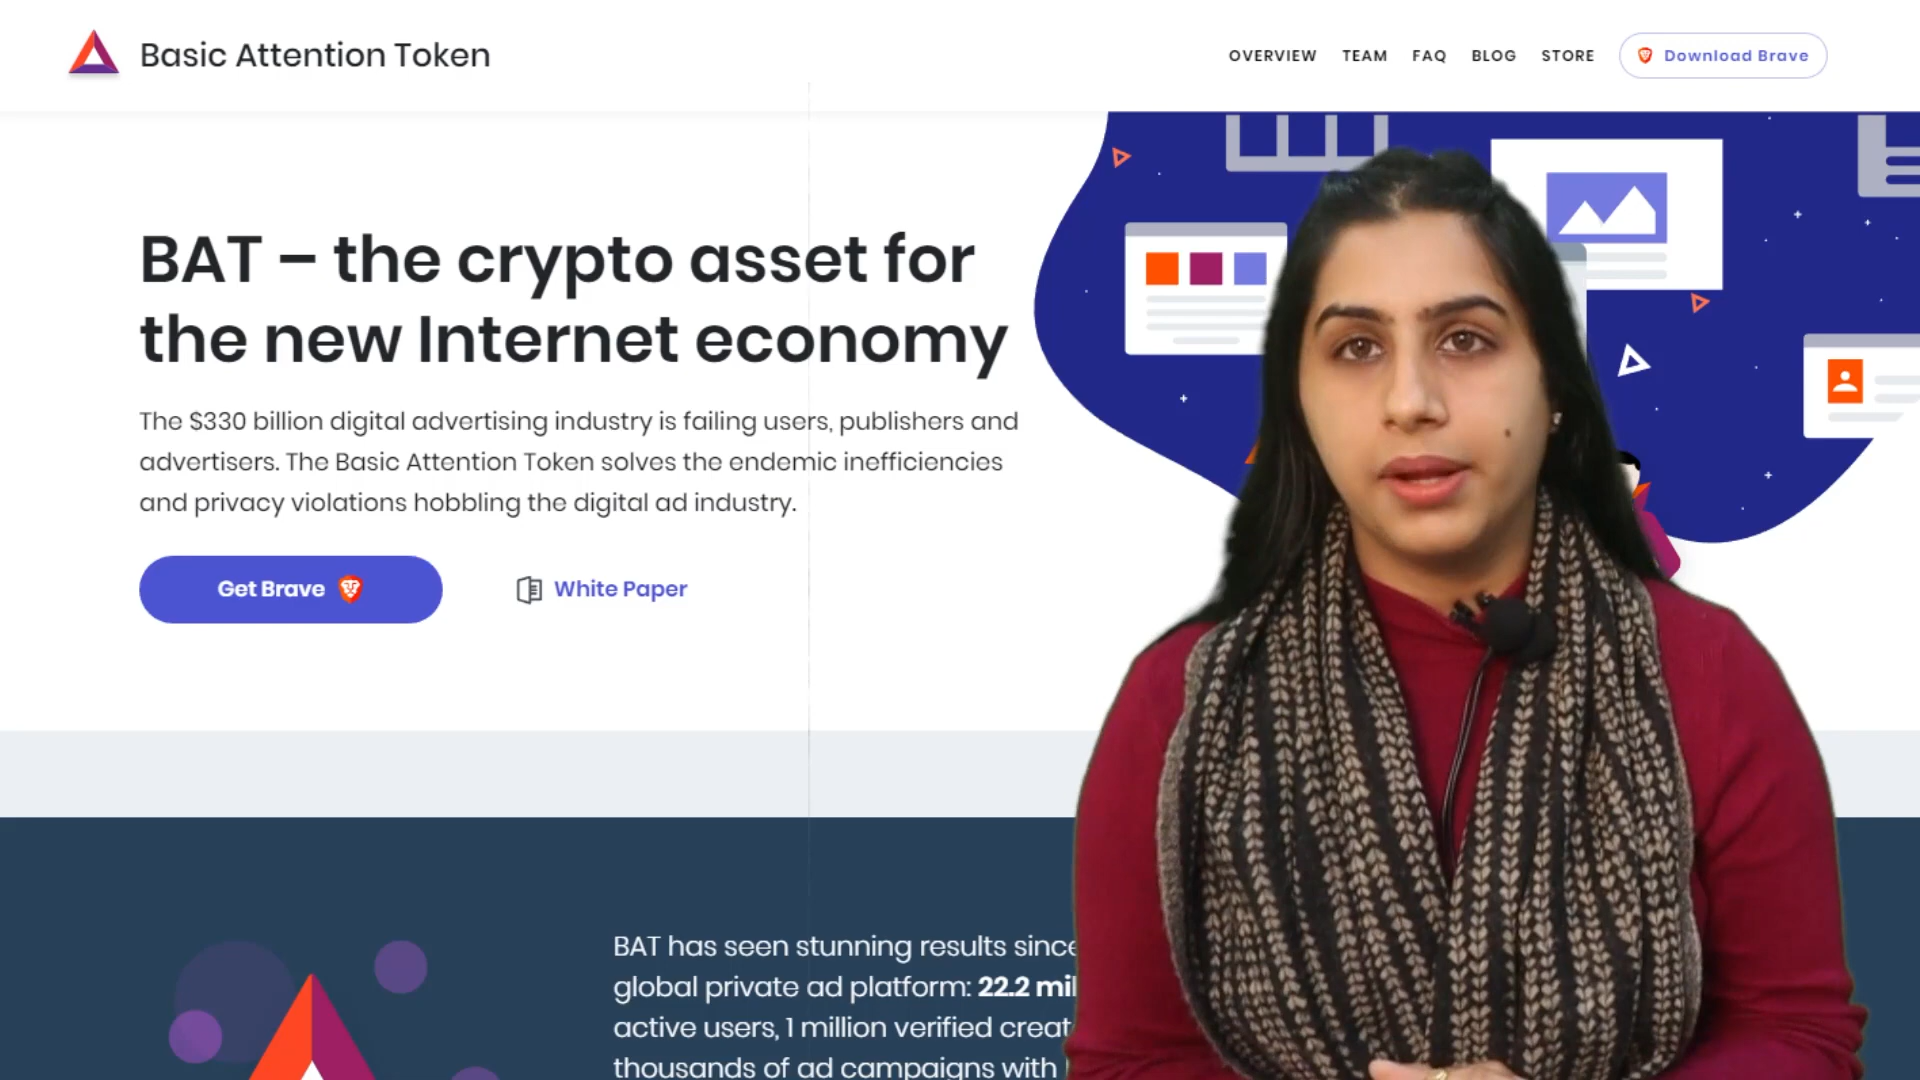 Basic Attention Token
OVERVIEW TEAM FAQ BLOG STORE Download Brave
BAT – the crypto asset for
the new Internet economy
The $330 billion digital advertising industry is failing users, publishers and
advertisers. The Basic Attention Token solves the endemic inefficiencies
and privacy violations hobbling the digital ad industry.
Get Brave White Paper
BAT has seen stunning results since
global private ad platform: 22.2
active users, 1 million verified
thousands of ad campaigns with